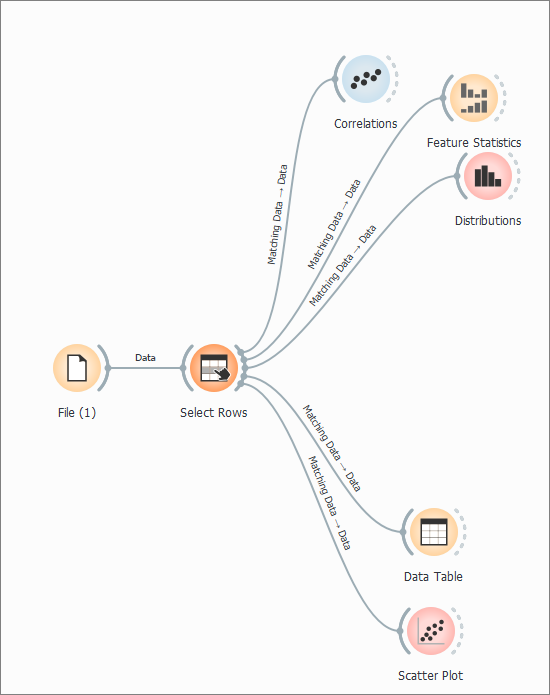 Correlations
Feature Statistics
Distributions
Matching Data → Data
Matching Data → Data
Matching Data → Data
Data
File (1)
Select Rows
Matching Data → Data
Matching Data → Data
Data Table
Scatter Plot